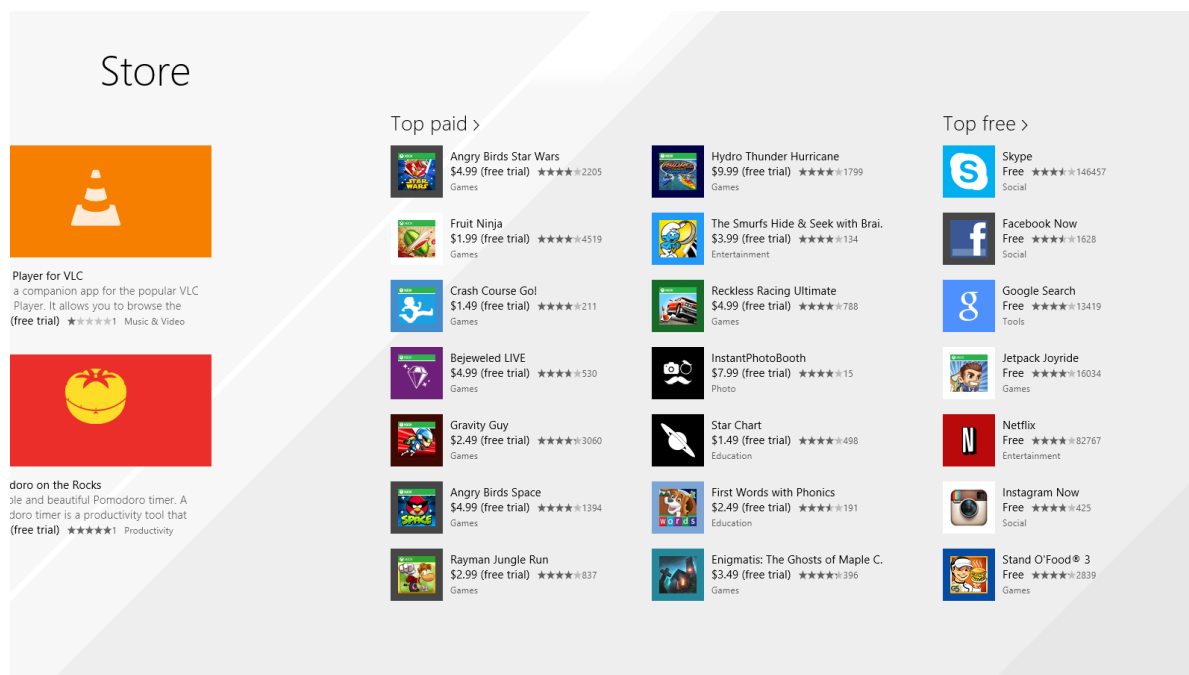 Store
Player for VLC
a companion app for the popular VLC
Player. It allows you to browse the
(free trial) 1 Music & Video
doro on the Rocks
ple and beautiful Pomodoro timer. A
doro timer is a productivity tool that
(free trial) 1 Productivity
Top paid
Angry Birds Star Wars
$4.99 (free trial) 2205
Games
Fruit Ninja
$1.99 (free trial) 4519
Games
Crash Course Go!
$1.49 (free trial) 211
Games
Bejeweled LIVE
$4.99 (free trial) 530
Games
Gravity Guy
$2.49 (free trial) 3060
Games
SPACE
Angry Birds Space
$4.99 (free trial) 1394
Games
Rayman Jungle Run
$2.99 (free trial) 837
Games
STAR
WARS
Hydro Thunder Hurricane
$9.99 (free trial) 1799
Games
The Smurfs Hide & Seek with Brai.
$3.99 (free trial) 134
Entertainment
Reckless Racing Ultimate
$4.99 (free trial) 788
Games
InstantPhotoBooth
$7.99 (free trial) 15
Photo
Star Chart
$1.49 (free trial) 498
Education
words
First Words with Phonics
$2.49 (free trial) 191
Education
Enigmatis: The Ghosts of Maple C.
$3.49 (free trial) 396
Games
Top free
S
Skype
Free 146457
Social
f
Facebook Now
Free 1628
Social
g
Google Search
Free 13419
Tools
Jetpack Joyride
Free 16034
Games
N
Netflix
Free 82767
Entertainment
Instagram Now
Free 425
Social
Stand O'Food® 3
Free 2839
Games